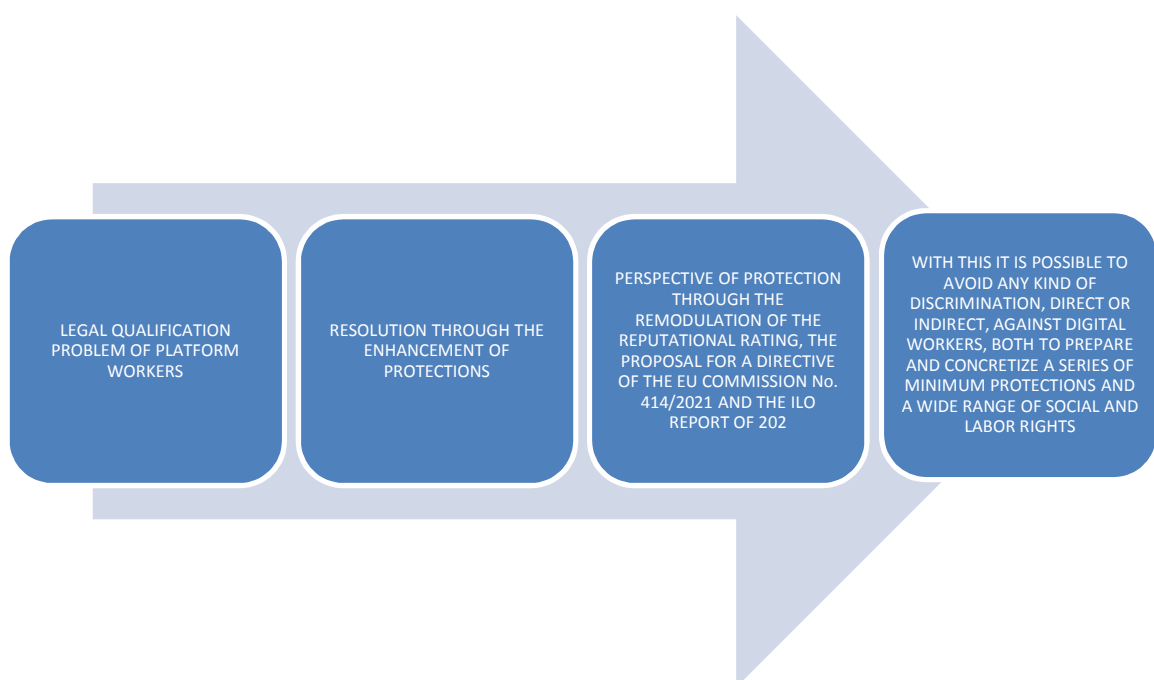 LEGAL QUALIFICATION
PROBLEM OF PLATFORM
WORKERS
RESOLUTION THROUGH THE
ENHANCEMENT OF
PROTECTIONS
PERSPECTIVE OF PROTECTION
THROUGH THE
REMODULATION OF THE
REPUTATIONAL RATING, THE
PROPOSAL FOR A DIRECTIVE
OF THE EU COMMISSION No.
414/2021 AND THE ILO
REPORT OF 202
WITH THIS IT IS POSSIBLE TO
AVOID ANY KIND OF
DISCRIMINATION, DIRECT OR
INDIRECT, AGAINST DIGITAL
WORKERS, BOTH TO PREPARE
AND CONCRETIZE A SERIES OF
MINIMUM PROTECTIONS AND
A WIDE RANGE OF SOCIAL AND
LABOR RIGHTS